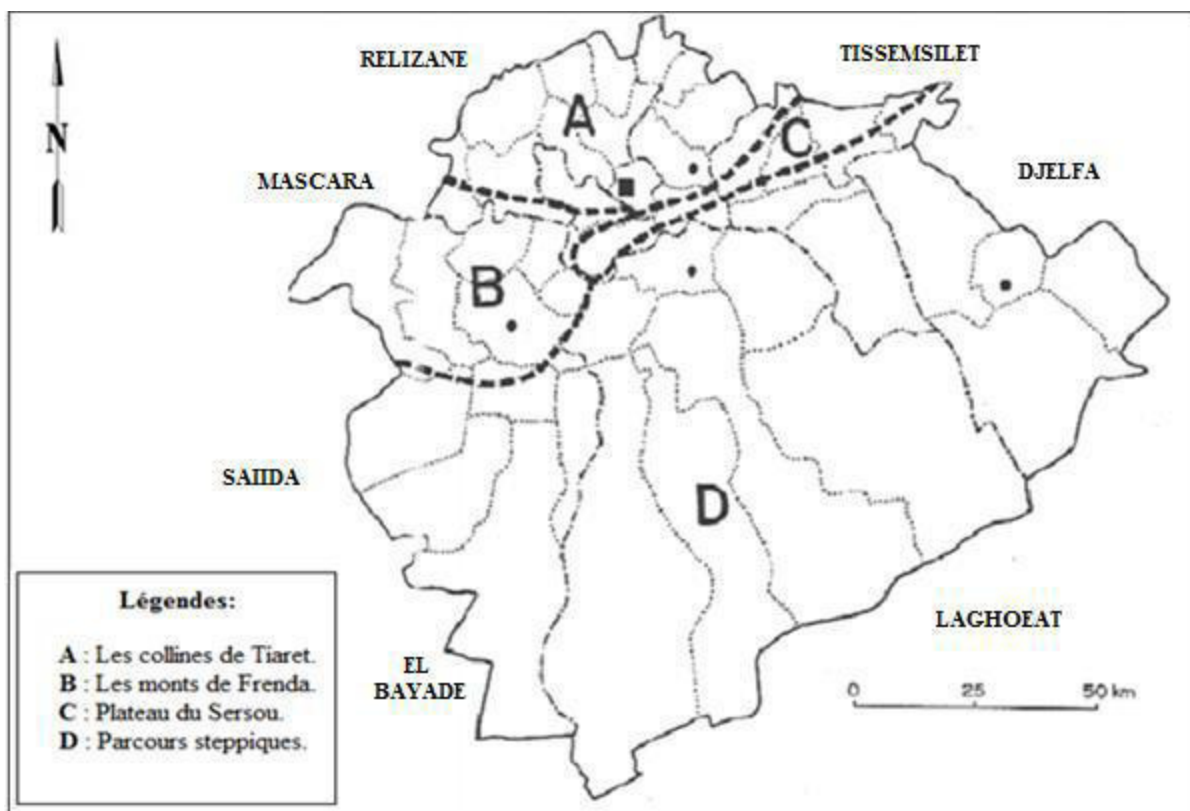 RELIZANE
TISSEMSILET
A
C
N
MASCARA
DJELFA
B
SAIIDA
D
Légendes:
A : Les collines de Tiaret.
B : Les monts de Frenda.
C : Plateau du Sersou.
D : Parcours steppiques.
EL
BAYADE
LAGHOEAT
0 25 50 km